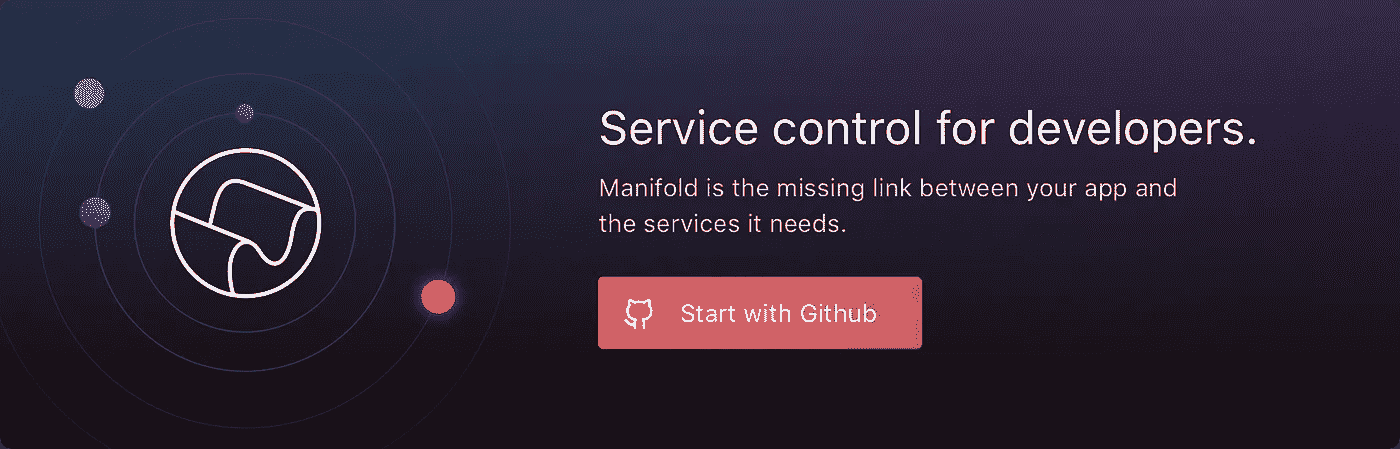 Service control for developers.
Manifold is the missing link between your app and
the services it needs.
Start with Github